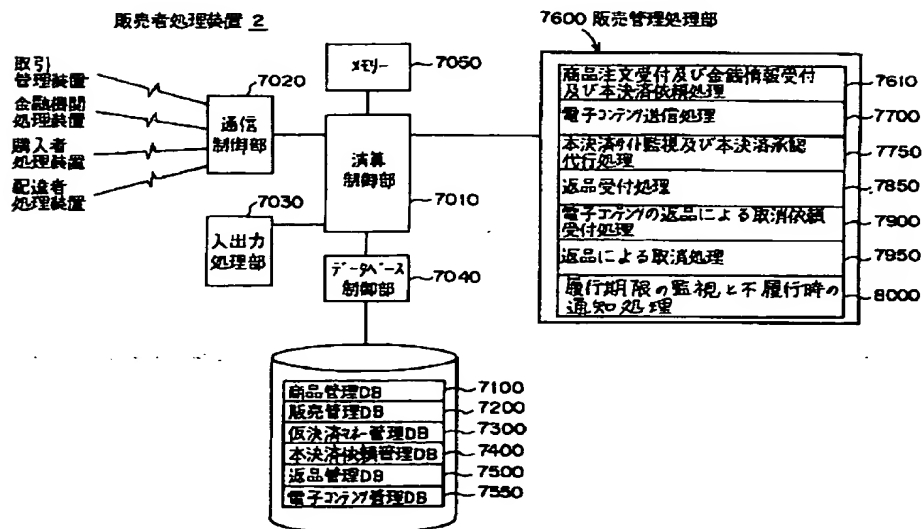 販売者処理装置 2
取引
管理装置
金融機関
処理装置
購入者
処理装置
配達者
処理装置
7020
通信
制御部
メモリー
7050
演算
制御部
7010
7030
入出力
処理部
データベース
制御部
7040
商品管理DB
7100
販売管理DB
7200
仮決済マネー管理DB
7300
本決済依頼管理DB
7400
返品管理DB
7500
電子コンテンツ管理DB
7550
7600 販売管理処理部
商品注文受付及び金銭情報受付
及び本決済依頼処理
7610
電子コンテンツ送信処理
7700
本決済サイト監視及び本決済承認
代行処理
7750
返品受付処理
7850
電子コンテンツの返品による取消依頼
受付処理
7900
返品による取消処理
7950
履行期限の監視と不履行時の
通知処理
8000